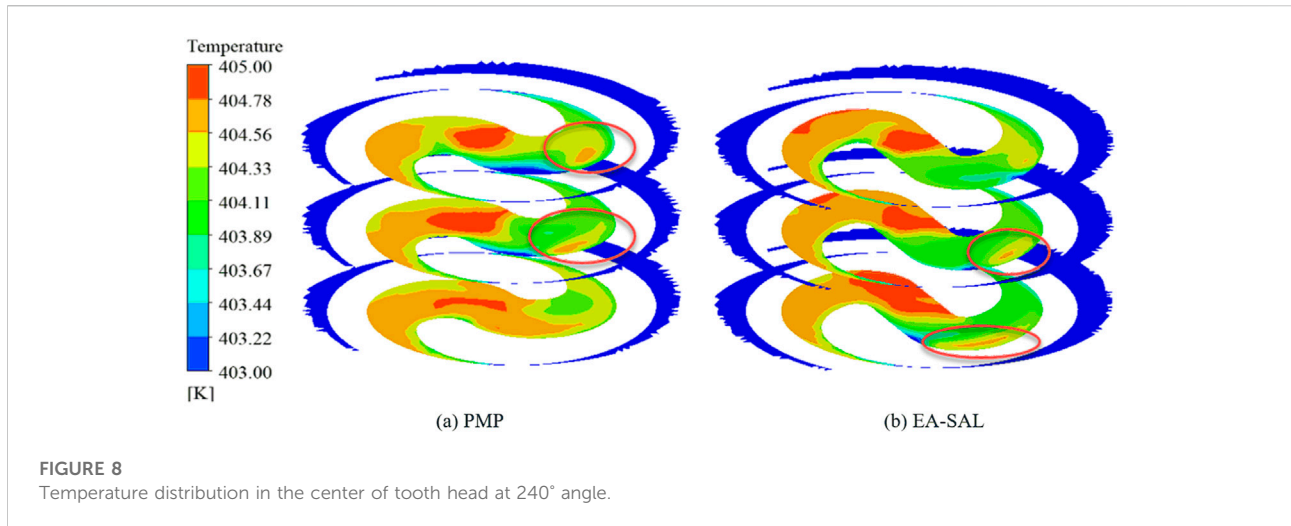 Temperature
405.00
404.78
404.56
404.33
404.11
403.89
403.67
403.44
403.22
403.00
[K]
(a) PMP
(b) EA-SAL
FIGURE 8
Temperature distribution in the center of tooth head at 240° angle.